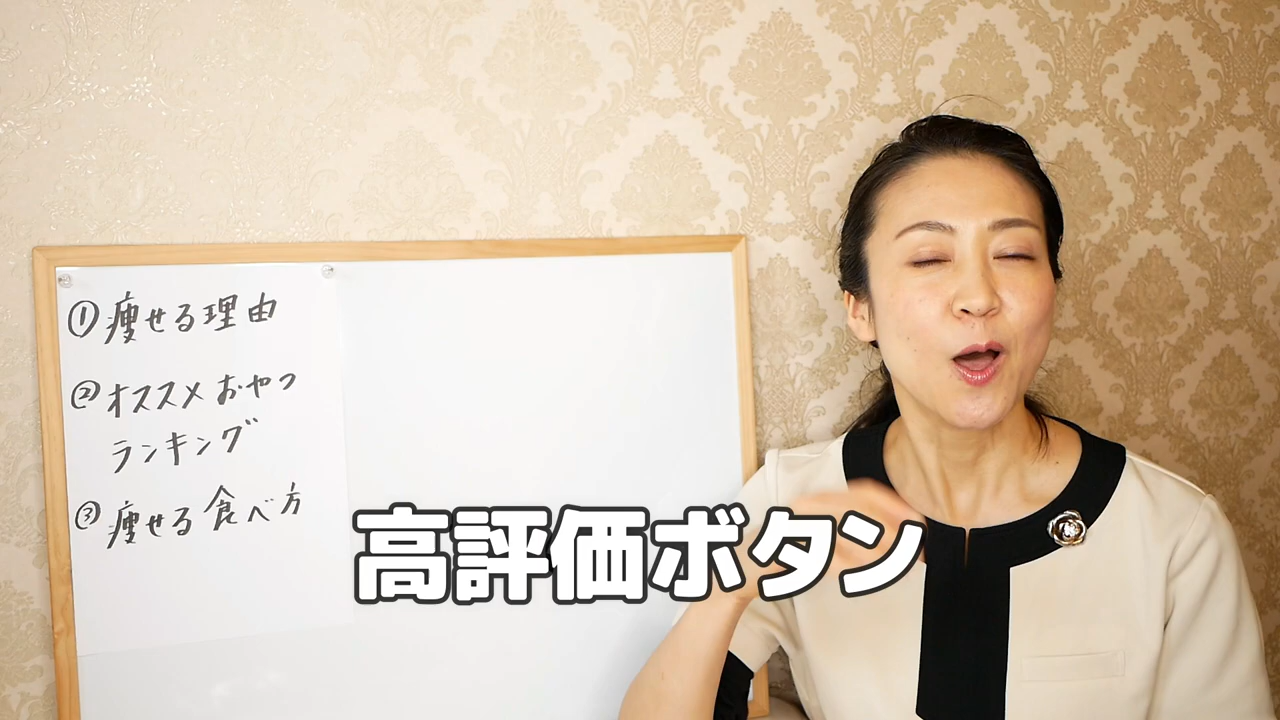 ①痩せる理由
②オススメおやつ
ランキング
③痩せる食べ方
高評価ボタン